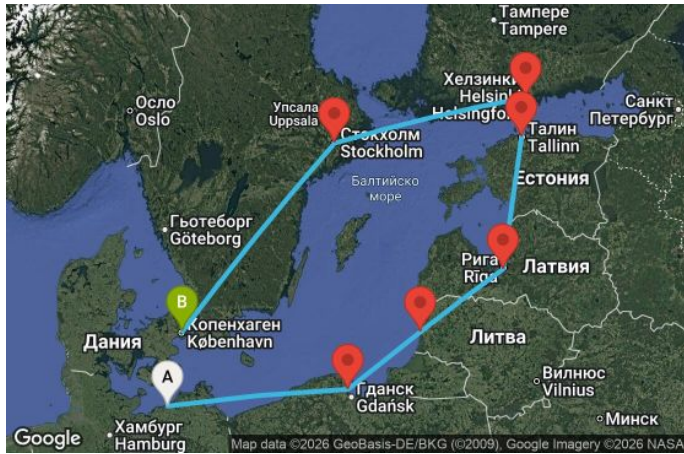 Тампере
Tampere
Осло
Oslo
Упсала
Uppsala
Хелзинки
Helsinki
Helsingfors
Санкт
Петербург
Стокхолм
Stockholm
Талин
Tallinn
Балтийско
море
ЕСТОНИЯ
Гьотеборг
Göteborg
Рига
Rīga
ЛАТВИЯ
B
Копенхаген
København
Дания
ЛИТВА
A
Гданск
Gdańsk
Вилнюс
Vilnius
Хамбург
Hamburg
Минск
Google
Map data ©2026 GeoBasis-DE/BKG (©2009), Google Imagery ©2026 NASA